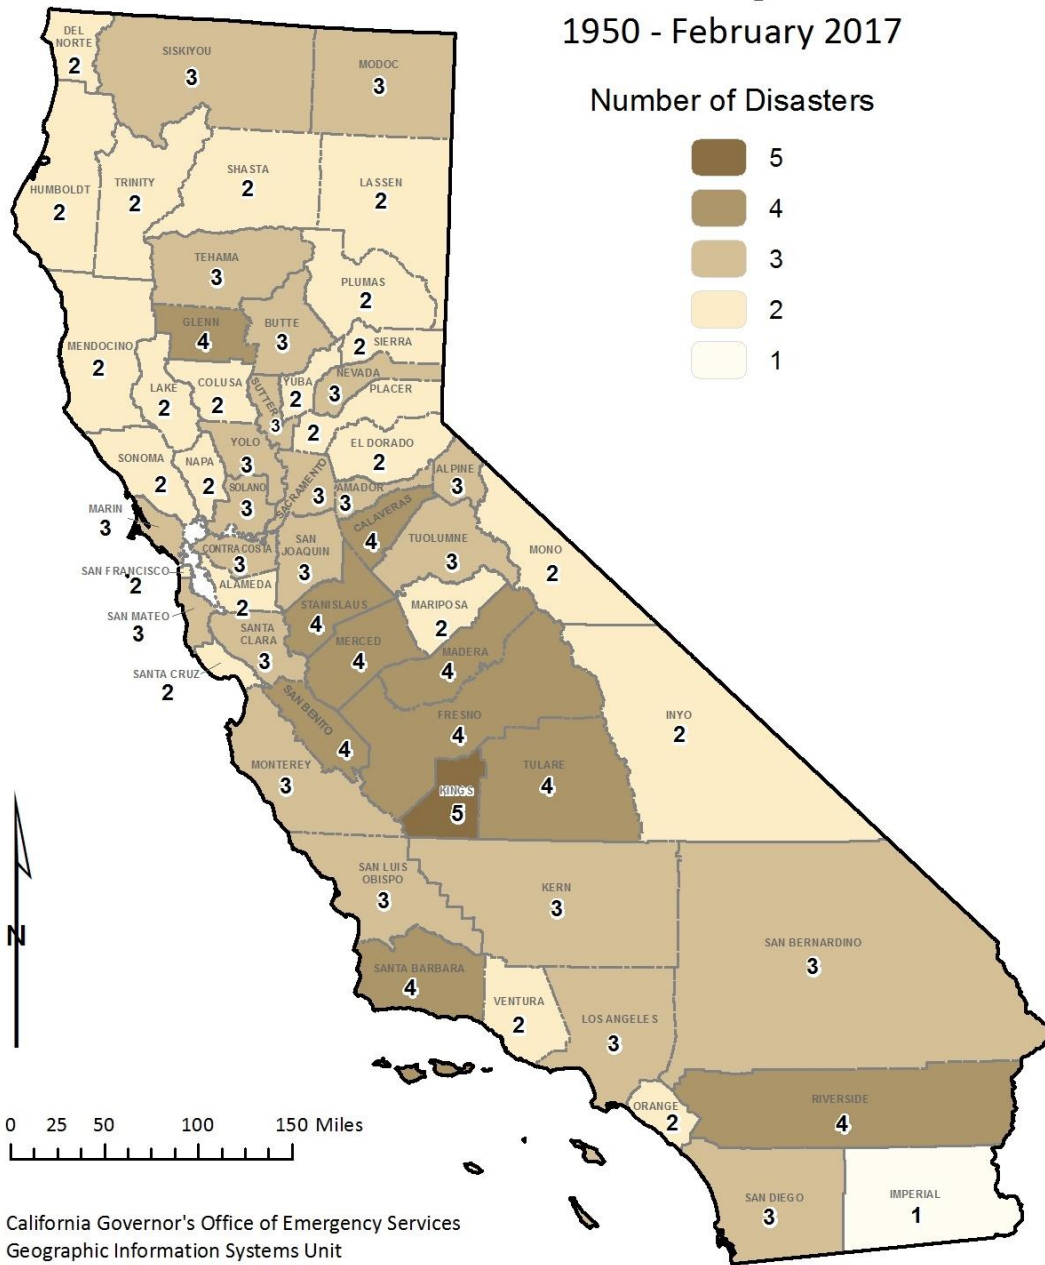 1950 - February 2017
Number of Disasters
5
4
3
2
1
DEL
NORTE
2
SISKIYOU
3
MODOC
3
HUMBOLDT
2
TRINITY
2
SHASTA
2
LASSEN
2
TEHAMA
3
PLUMAS
2
GLENN
4
BUTTE
3
MENDOCINO
2
LAKE
2
COLUSA
2
SUTTER
3
YUBA
2
SIERRA
2
NEVADA
3
PLACER
2
SONOMA
2
NAPA
2
YOLO
3
SOLANO
3
SACRAMENTO
3
EL DORADO
2
AMADOR
3
ALPINE
3
CALAVERAS
4
MARIN
3
CONTRA COSTA
3
SAN
JOAQUIN
3
TUOLUMNE
3
MONO
2
SAN FRANCISCO
2
ALAMEDA
2
STANISLAUS
4
MARIPOSA
2
SAN MATEO
3
SANTA
CLARA
3
MERCED
4
MADERA
4
SANTA CRUZ
2
SAN BENITO
4
FRESNO
4
INYO
2
MONTEREY
3
KINGS
5
TULARE
4
SAN LUIS
OBISPO
3
KERN
3
SAN BERNARDINO
3
SANTA BARBARA
4
VENTURA
2
LOS ANGELES
3
ORANGE
2
RIVERSIDE
4
SAN DIEGO
3
IMPERIAL
1
N
0 25 50 100 150 Miles
California Governor's Office of Emergency Services
Geographic Information Systems Unit